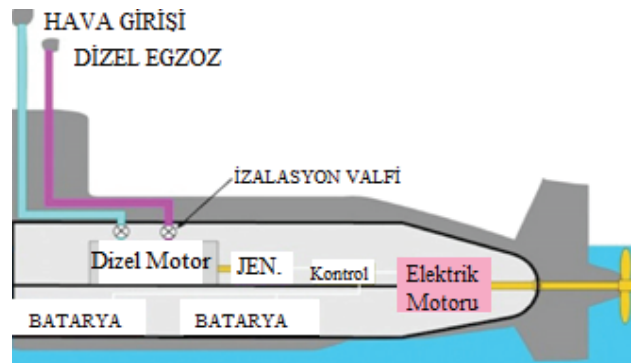 HAVA GİRİŞİ
DİZEL EGZOZ
İZALASYON VALFİ
Dizel Motor
JEN.
Kontrol
Elektrik
Motoru
BATARYA
BATARYA